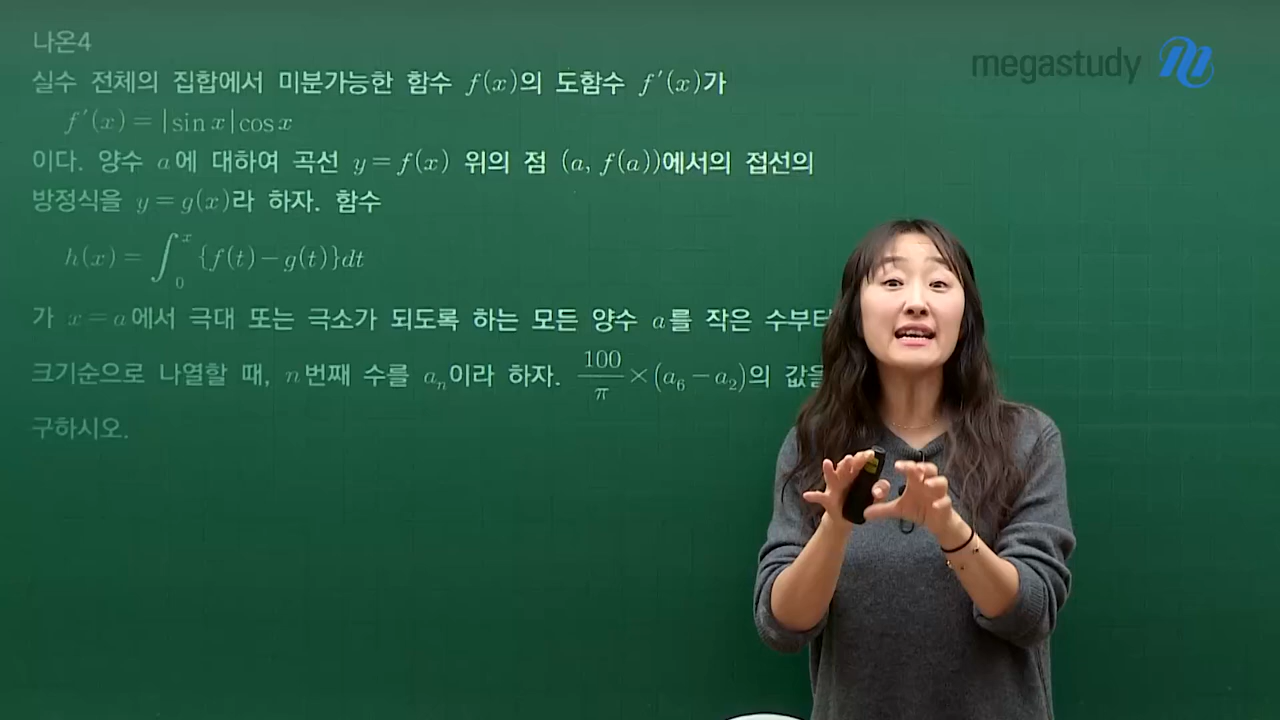 나온4
megastudy
실수 전체의 집합에서 미분가능한 함수 f(x)의 도함수 f′(x)가
f′(x)=|sin x|cos x
이다. 양수 a에 대하여 곡선 y=f(x) 위의 점 (a, f(a))에서의 접선의
방정식을 y=g(x)라 하자. 함수
h(x)=∫₀ˣ{f(t)−g(t)}dt
가 x=a에서 극대 또는 극소가 되도록 하는 모든 양수 a를 작은 수부터
크기순으로 나열할 때, n번째 수를 aₙ이라 하자. 100/π×(a₆−a₂)의 값을
구하시오.